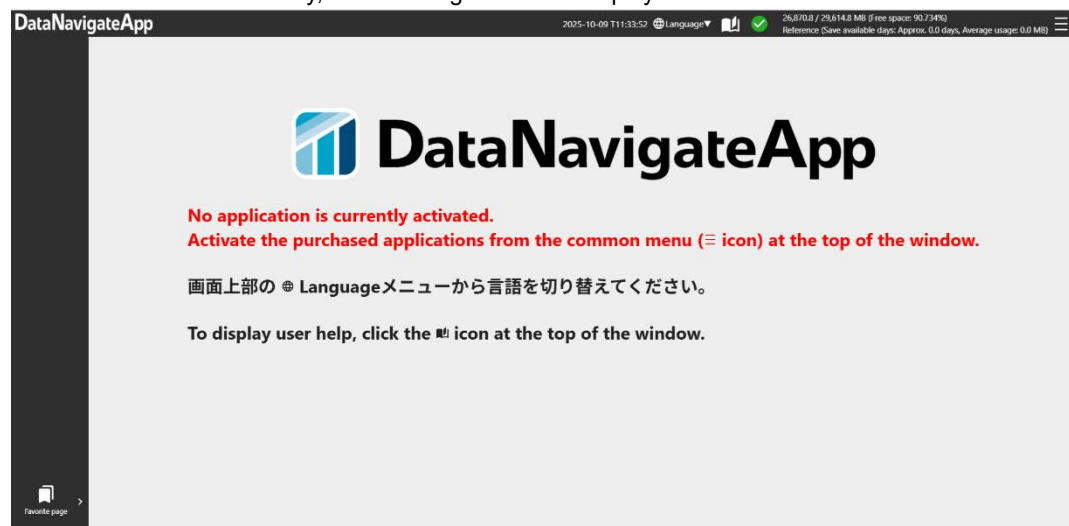 DataNavigateApp
2025-10-09 T11:33:52 Language▼
26,870.8 / 29,614.8 MB (Free space: 90.734%)
Reference (Save available days: Approx. 0.0 days, Average usage: 0.0 MB)
DataNavigateApp
No application is currently activated.
Activate the purchased applications from the common menu (☰ icon) at the top of the window.
画面上部の Languageメニューから言語を切り替えてください。
To display user help, click the icon at the top of the window.
Favorite page